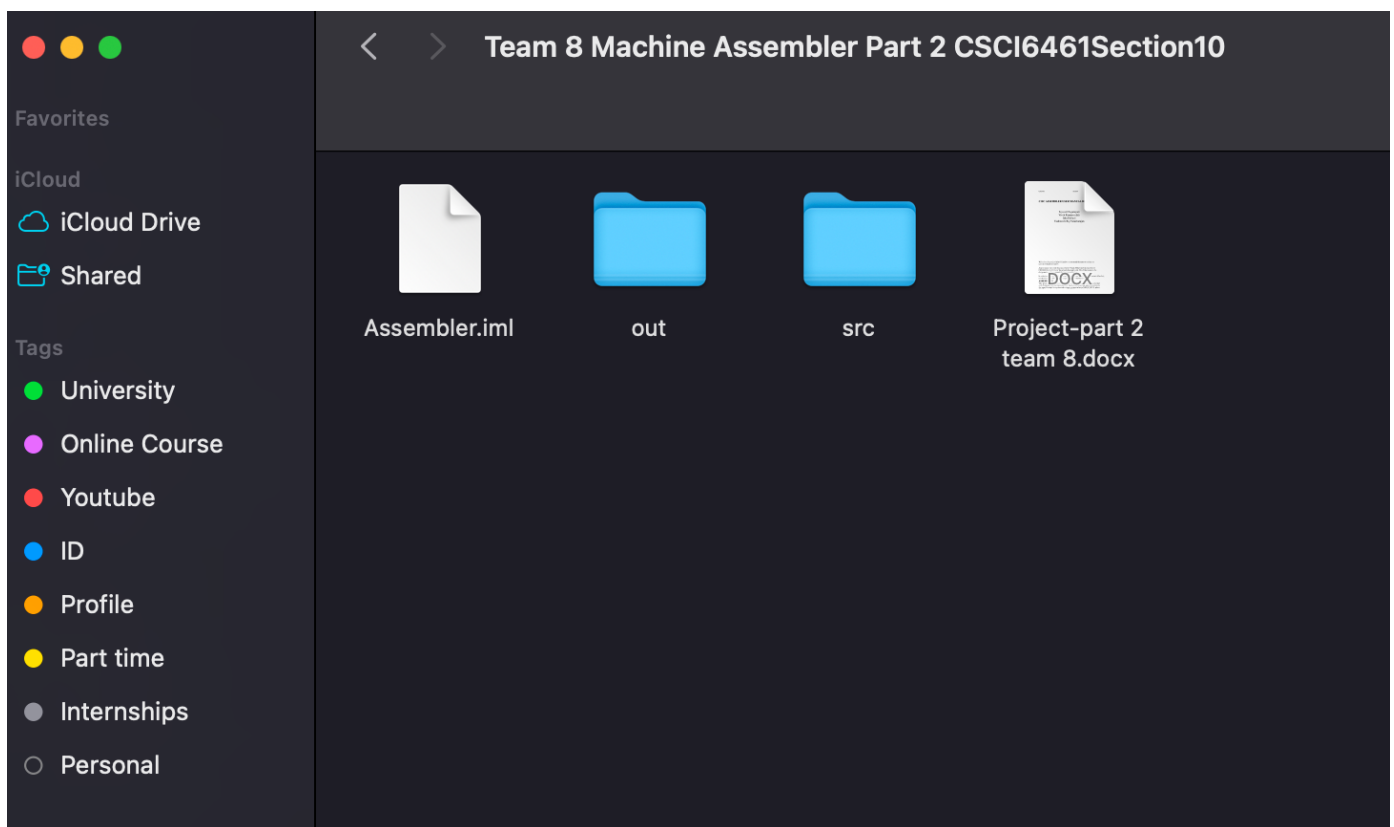 Team 8 Machine Assembler Part 2 CSCI6461Section10
Favorites
iCloud
iCloud Drive
Shared
Tags
University
Online Course
Youtube
ID
Profile
Part time
Internships
Personal
Assembler.iml
out
src
DOCX
Project-part 2
team 8.docx